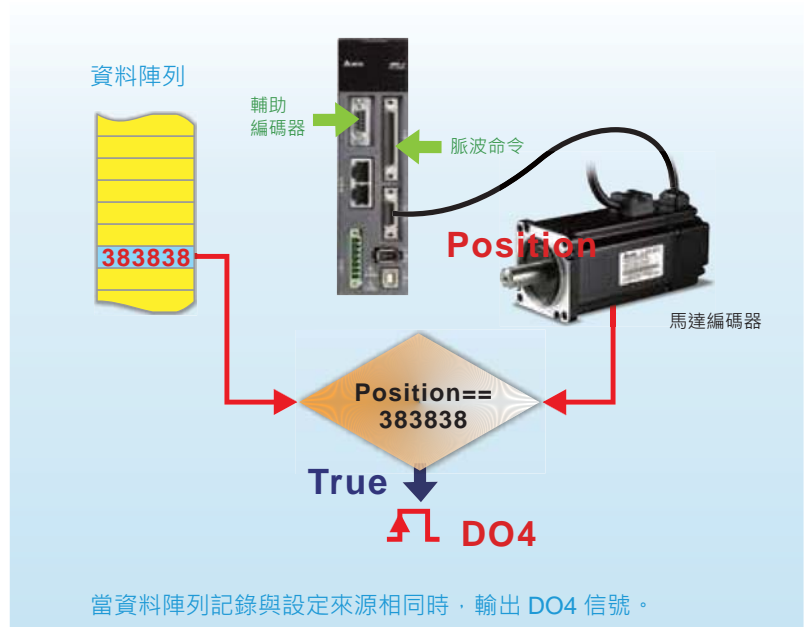 資料陣列
輔助
編碼器
脈波命令
Position
383838
馬達編碼器
Position==
383838
True
DO4
當資料陣列記錄與設定來源相同時，輸出 DO4 信號。